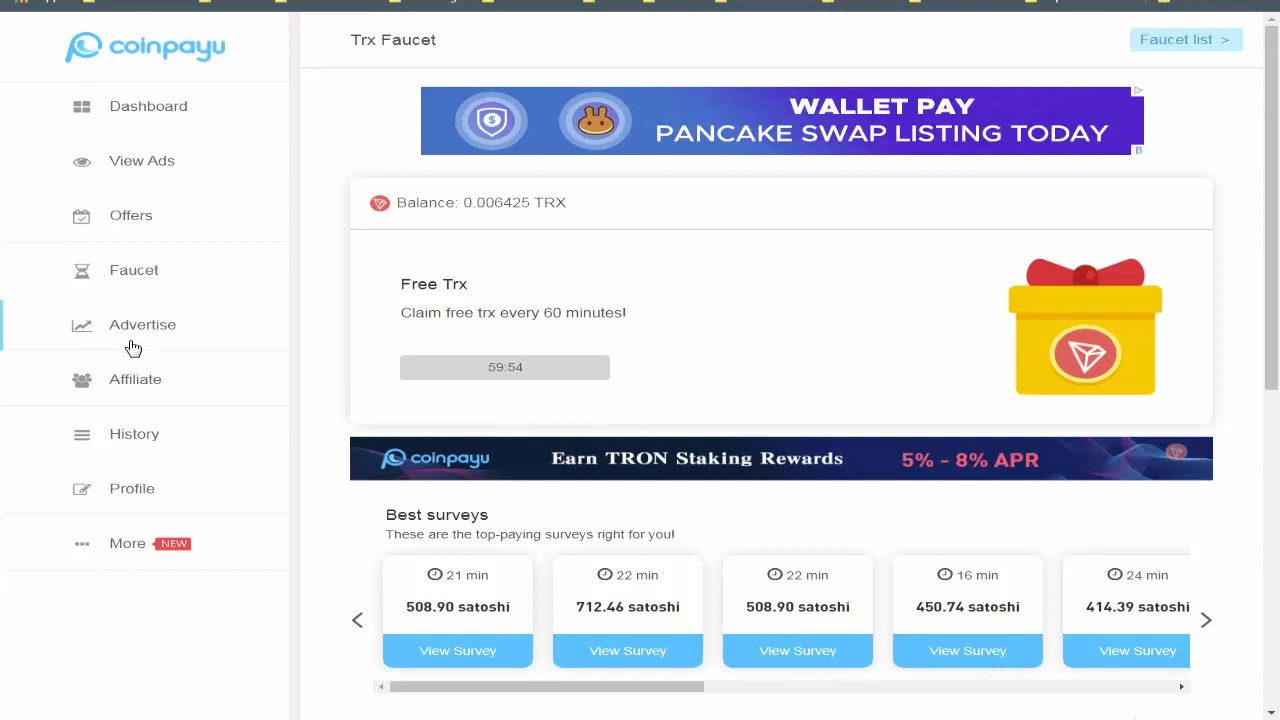 coinpayu
Dashboard
View Ads
Offers
Faucet
Advertise
Affiliate
History
Profile
More NEW
Trx Faucet
Faucet list >
WALLET PAY
PANCAKE SWAP LISTING TODAY
B
Balance: 0.006425 TRX
Free Trx
Claim free trx every 60 minutes!
59:54
coinpayu Earn TRON Staking Rewards 5% - 8% APR
Best surveys
These are the top-paying surveys right for you!
21 min
508.90 satoshi
View Survey
22 min
712.46 satoshi
View Survey
22 min
508.90 satoshi
View Survey
16 min
450.74 satoshi
View Survey
24 min
414.39 satoshi
View Survey